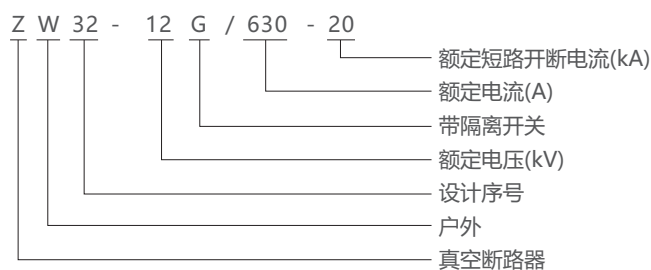 Z W 32 - 12 G / 630 - 20
额定短路开断电流(kA)
额定电流(A)
带隔离开关
额定电压(kV)
设计序号
户外
真空断路器